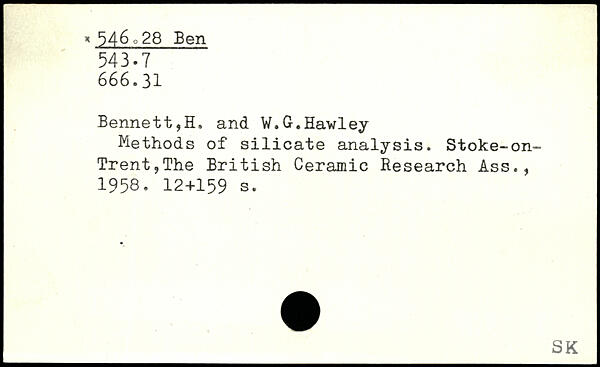 * 546.28 Ben
543.7
666.31
Bennett,H. and W.G.Hawley
Methods of silicate analysis. Stoke-on-
Trent,The British Ceramic Research Ass.,
1958. 12+159 s.
SK